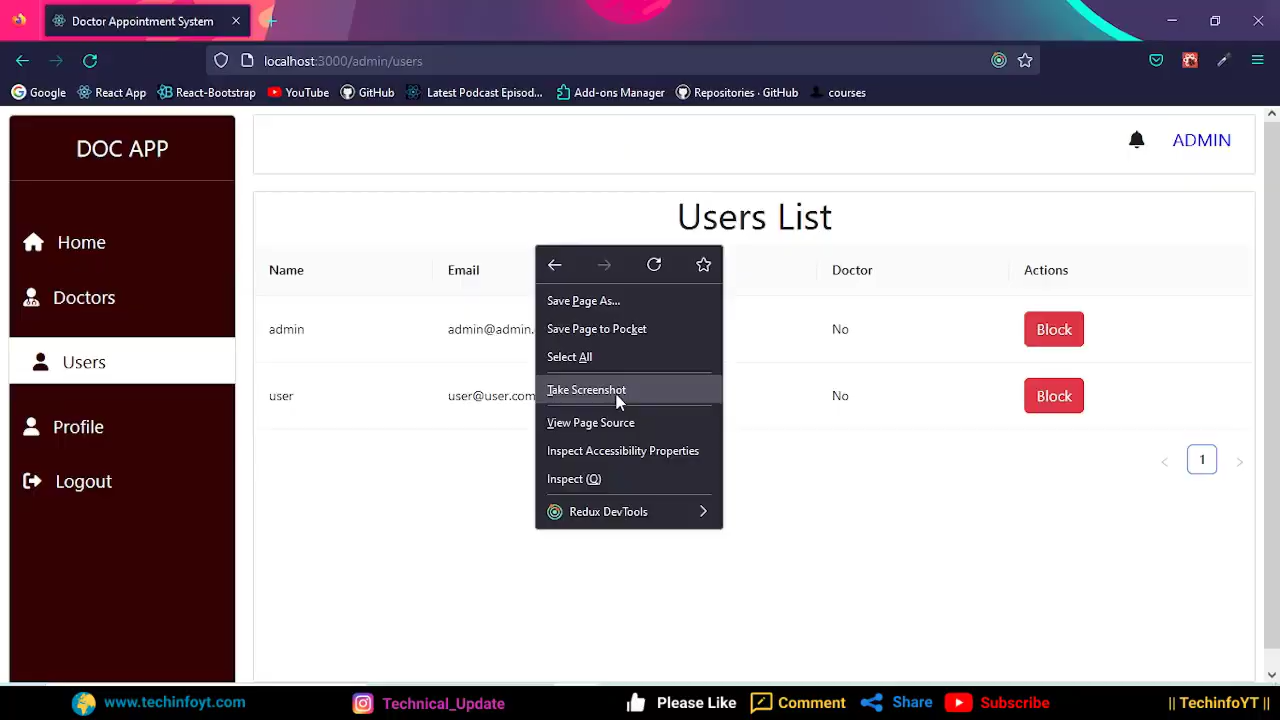 Doctor Appointment System
localhost:3000/admin/users
Google React App React-Bootstrap YouTube GitHub Latest Podcast Episod... Add-ons Manager Repositories · GitHub courses
DOC APP
Home
Doctors
Users
Profile
Logout
ADMIN
Users List
Name Email Doctor Actions
admin admin@admin. No Block
user user@user.com No Block
1
Save Page As...
Save Page to Pocket
Select All
Take Screenshot
View Page Source
Inspect Accessibility Properties
Inspect (Q)
Redux DevTools
www.techinfoyt.com Technical_Update Please Like Comment Share Subscribe || TechinfoYT ||